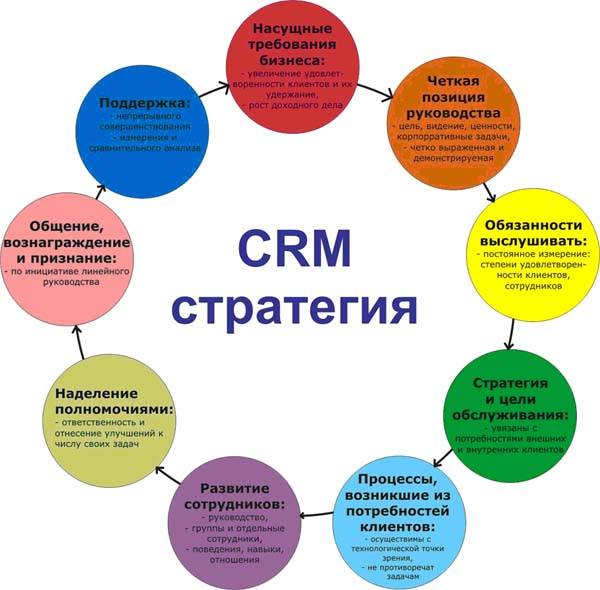 Насущные
требования
бизнеса:
- увеличение удовлет-
воренности клиентов и их
удержание,
- рост доходного дела
Четкая
позиция
руководства
- цель, видение, ценности,
корпоративные задачи,
- четко выраженная и
демонстрируемая
Обязанности
выслушивать:
- постоянное измерение:
степени удовлетворен-
ности клиентов,
сотрудников
Стратегия
и цели
обслуживания:
- увязаны с
потребностями внешних
и внутренних клиентов
Процессы,
возникшие из
потребностей
клиентов:
- осуществимы с
технологической точки
зрения,
- не противоречат
задачам
Развитие
сотрудников:
- руководство,
- группы и отдельные
сотрудники,
- поведения, навыки,
отношения
Наделение
полномочиями:
- ответственность и
отнесение улучшений к
числу своих задач
Общение,
вознаграждение
и признание:
- по инициативе линейного
руководства
Поддержка:
- непрерывного
совершенствования
- измерения и
сравнительного анализа
CRM
стратегия